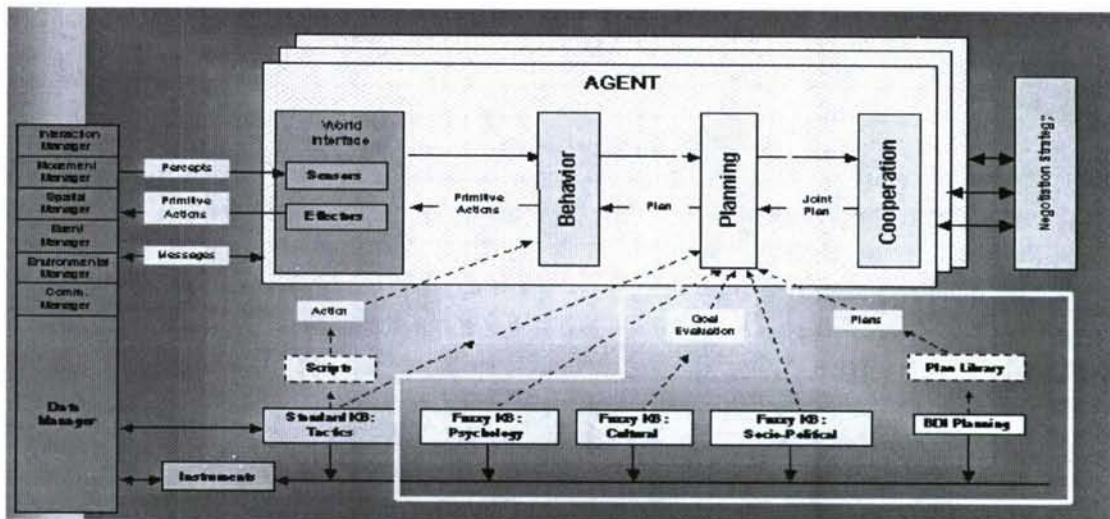 AGENT
Interaction
Manager
Movement
Manager
Spatial
Manager
Event
Manager
Environmental
Manager
Comm.
Manager
Data
Manager
Percepts
Primitive
Actions
Messages
World
Interface
Sensors
Effectors
Primitive
Actions
Behavior
Plan
Planning
Joint
Plan
Cooperation
Negotiation Strategy
Action
Scripts
Goal
Evaluation
Plans
Plan Library
Standard KB:
Tactics
Fuzzy KB:
Psychology
Fuzzy KB:
Cultural
Fuzzy KB:
Socio-Political
BDI Planning
Instruments